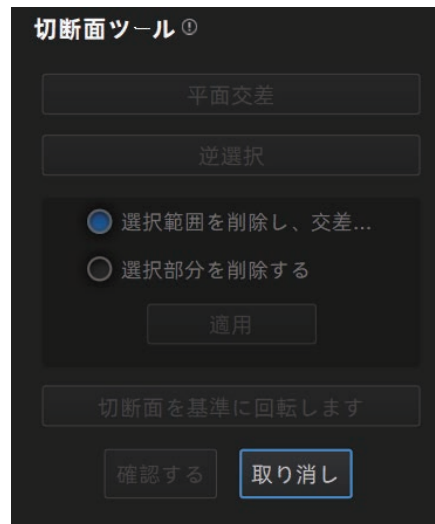 切断面ツール
平面交差
逆選択
選択範囲を削除し、交差...
選択部分を削除する
適用
切断面を基準に回転します
確認する
取り消し